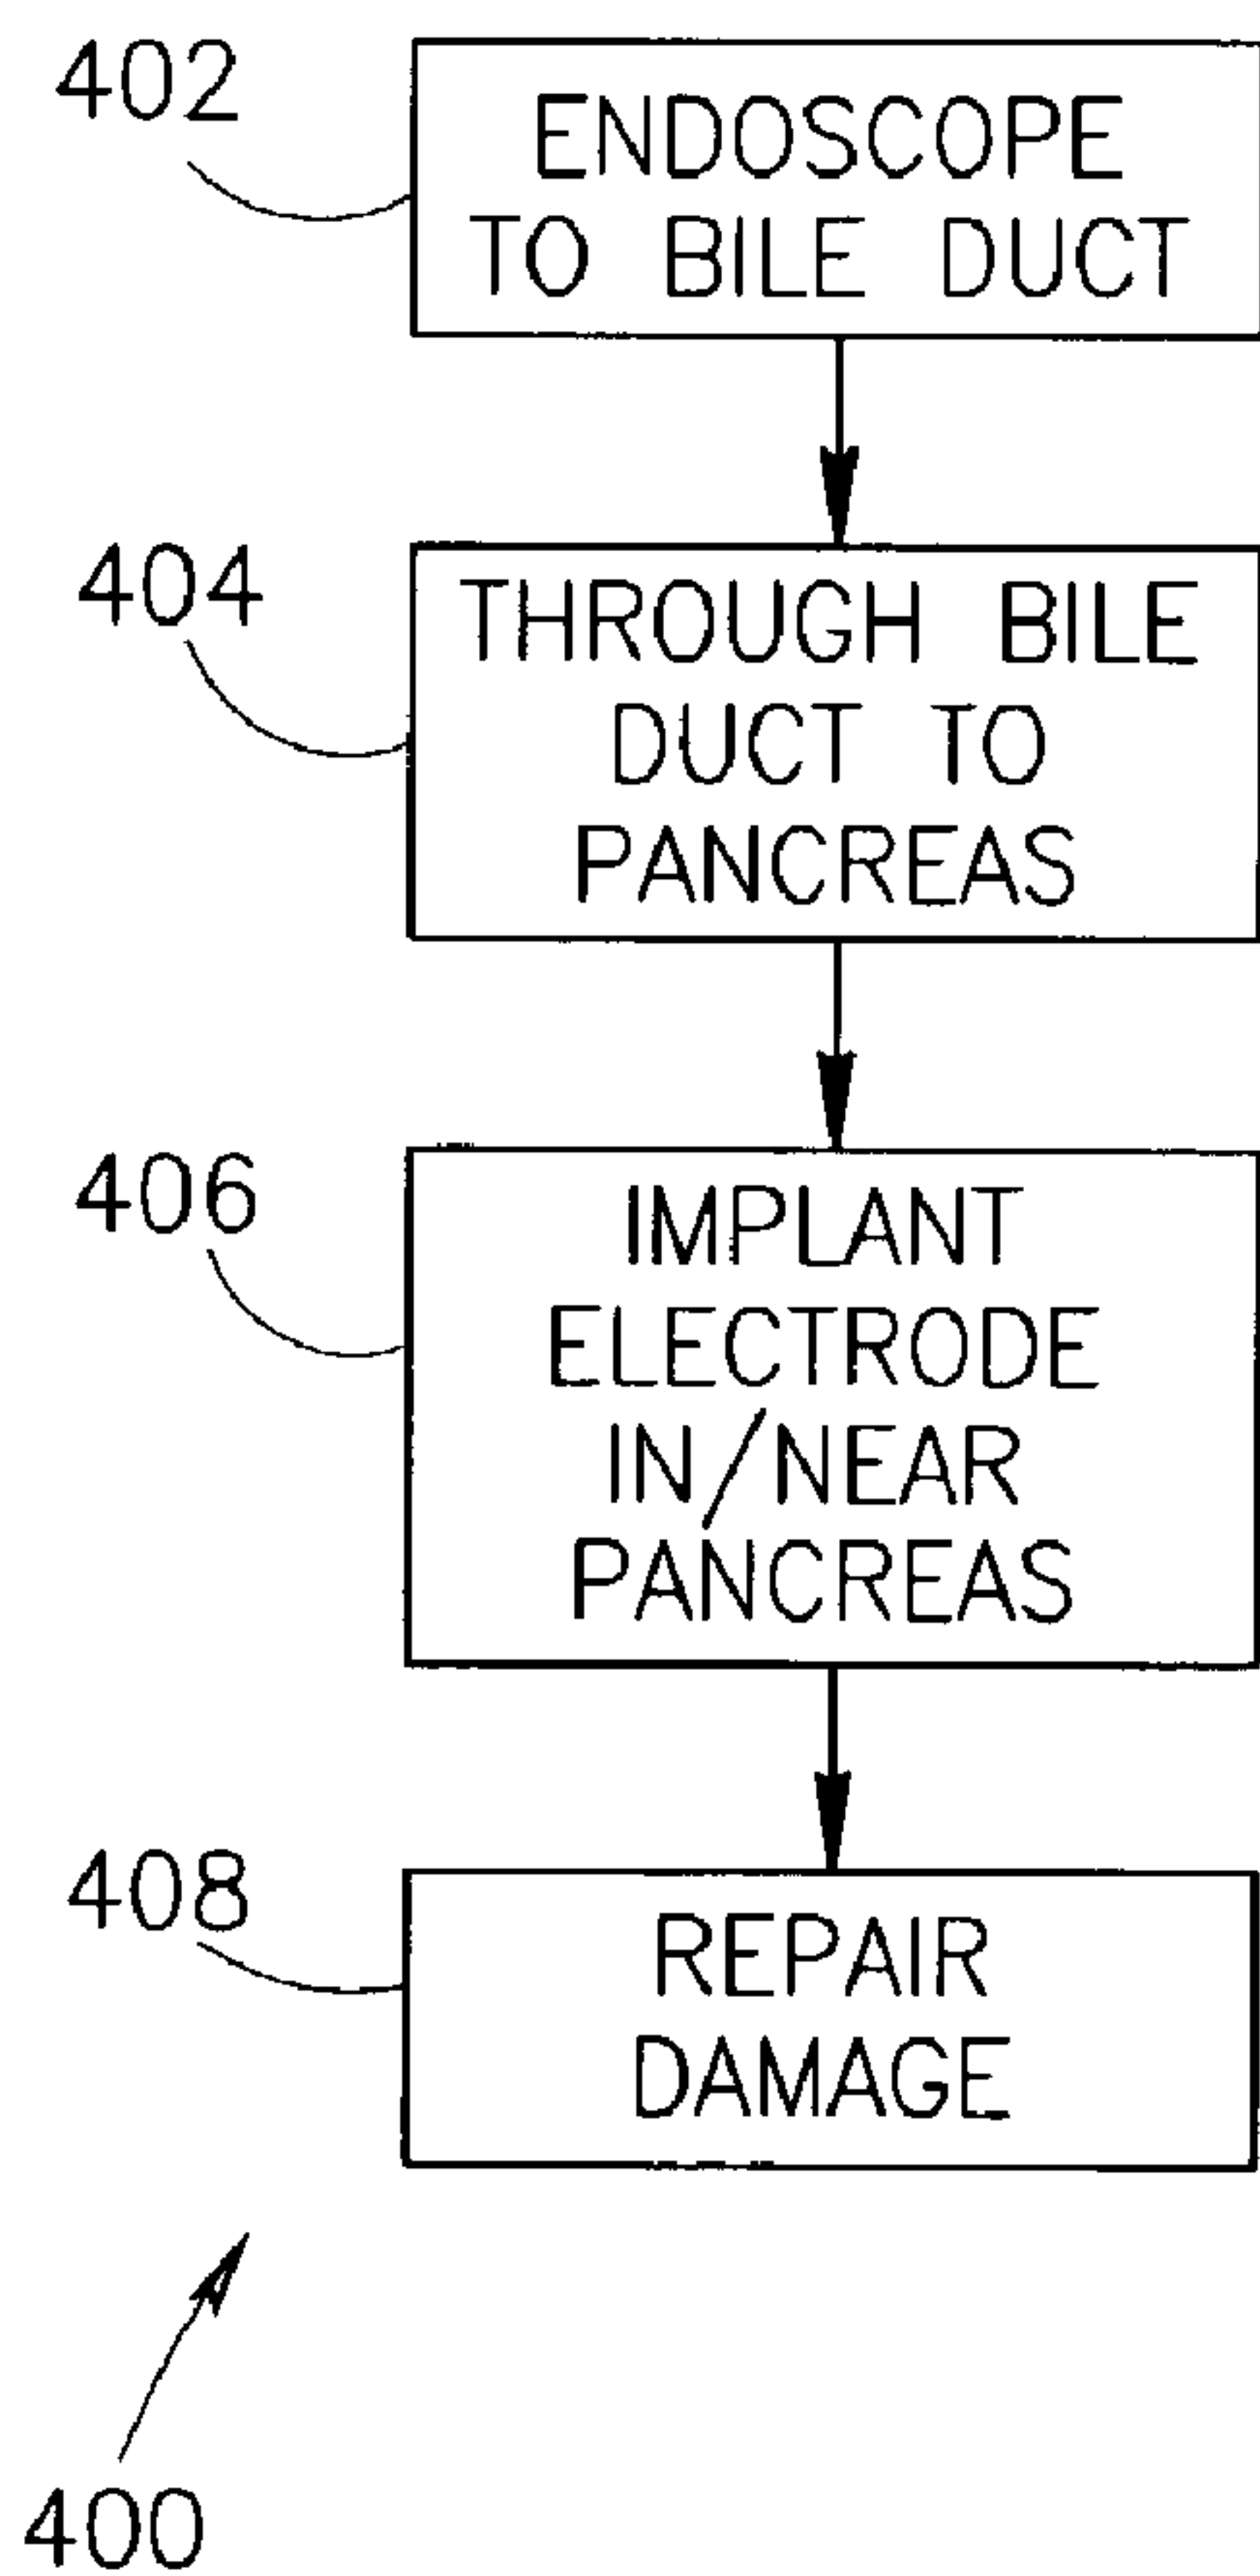 402
ENDOSCOPE
TO BILE DUCT
404
THROUGH BILE
DUCT TO
PANCREAS
406
IMPLANT
ELECTRODE
IN/NEAR
PANCREAS
408
REPAIR
DAMAGE
400